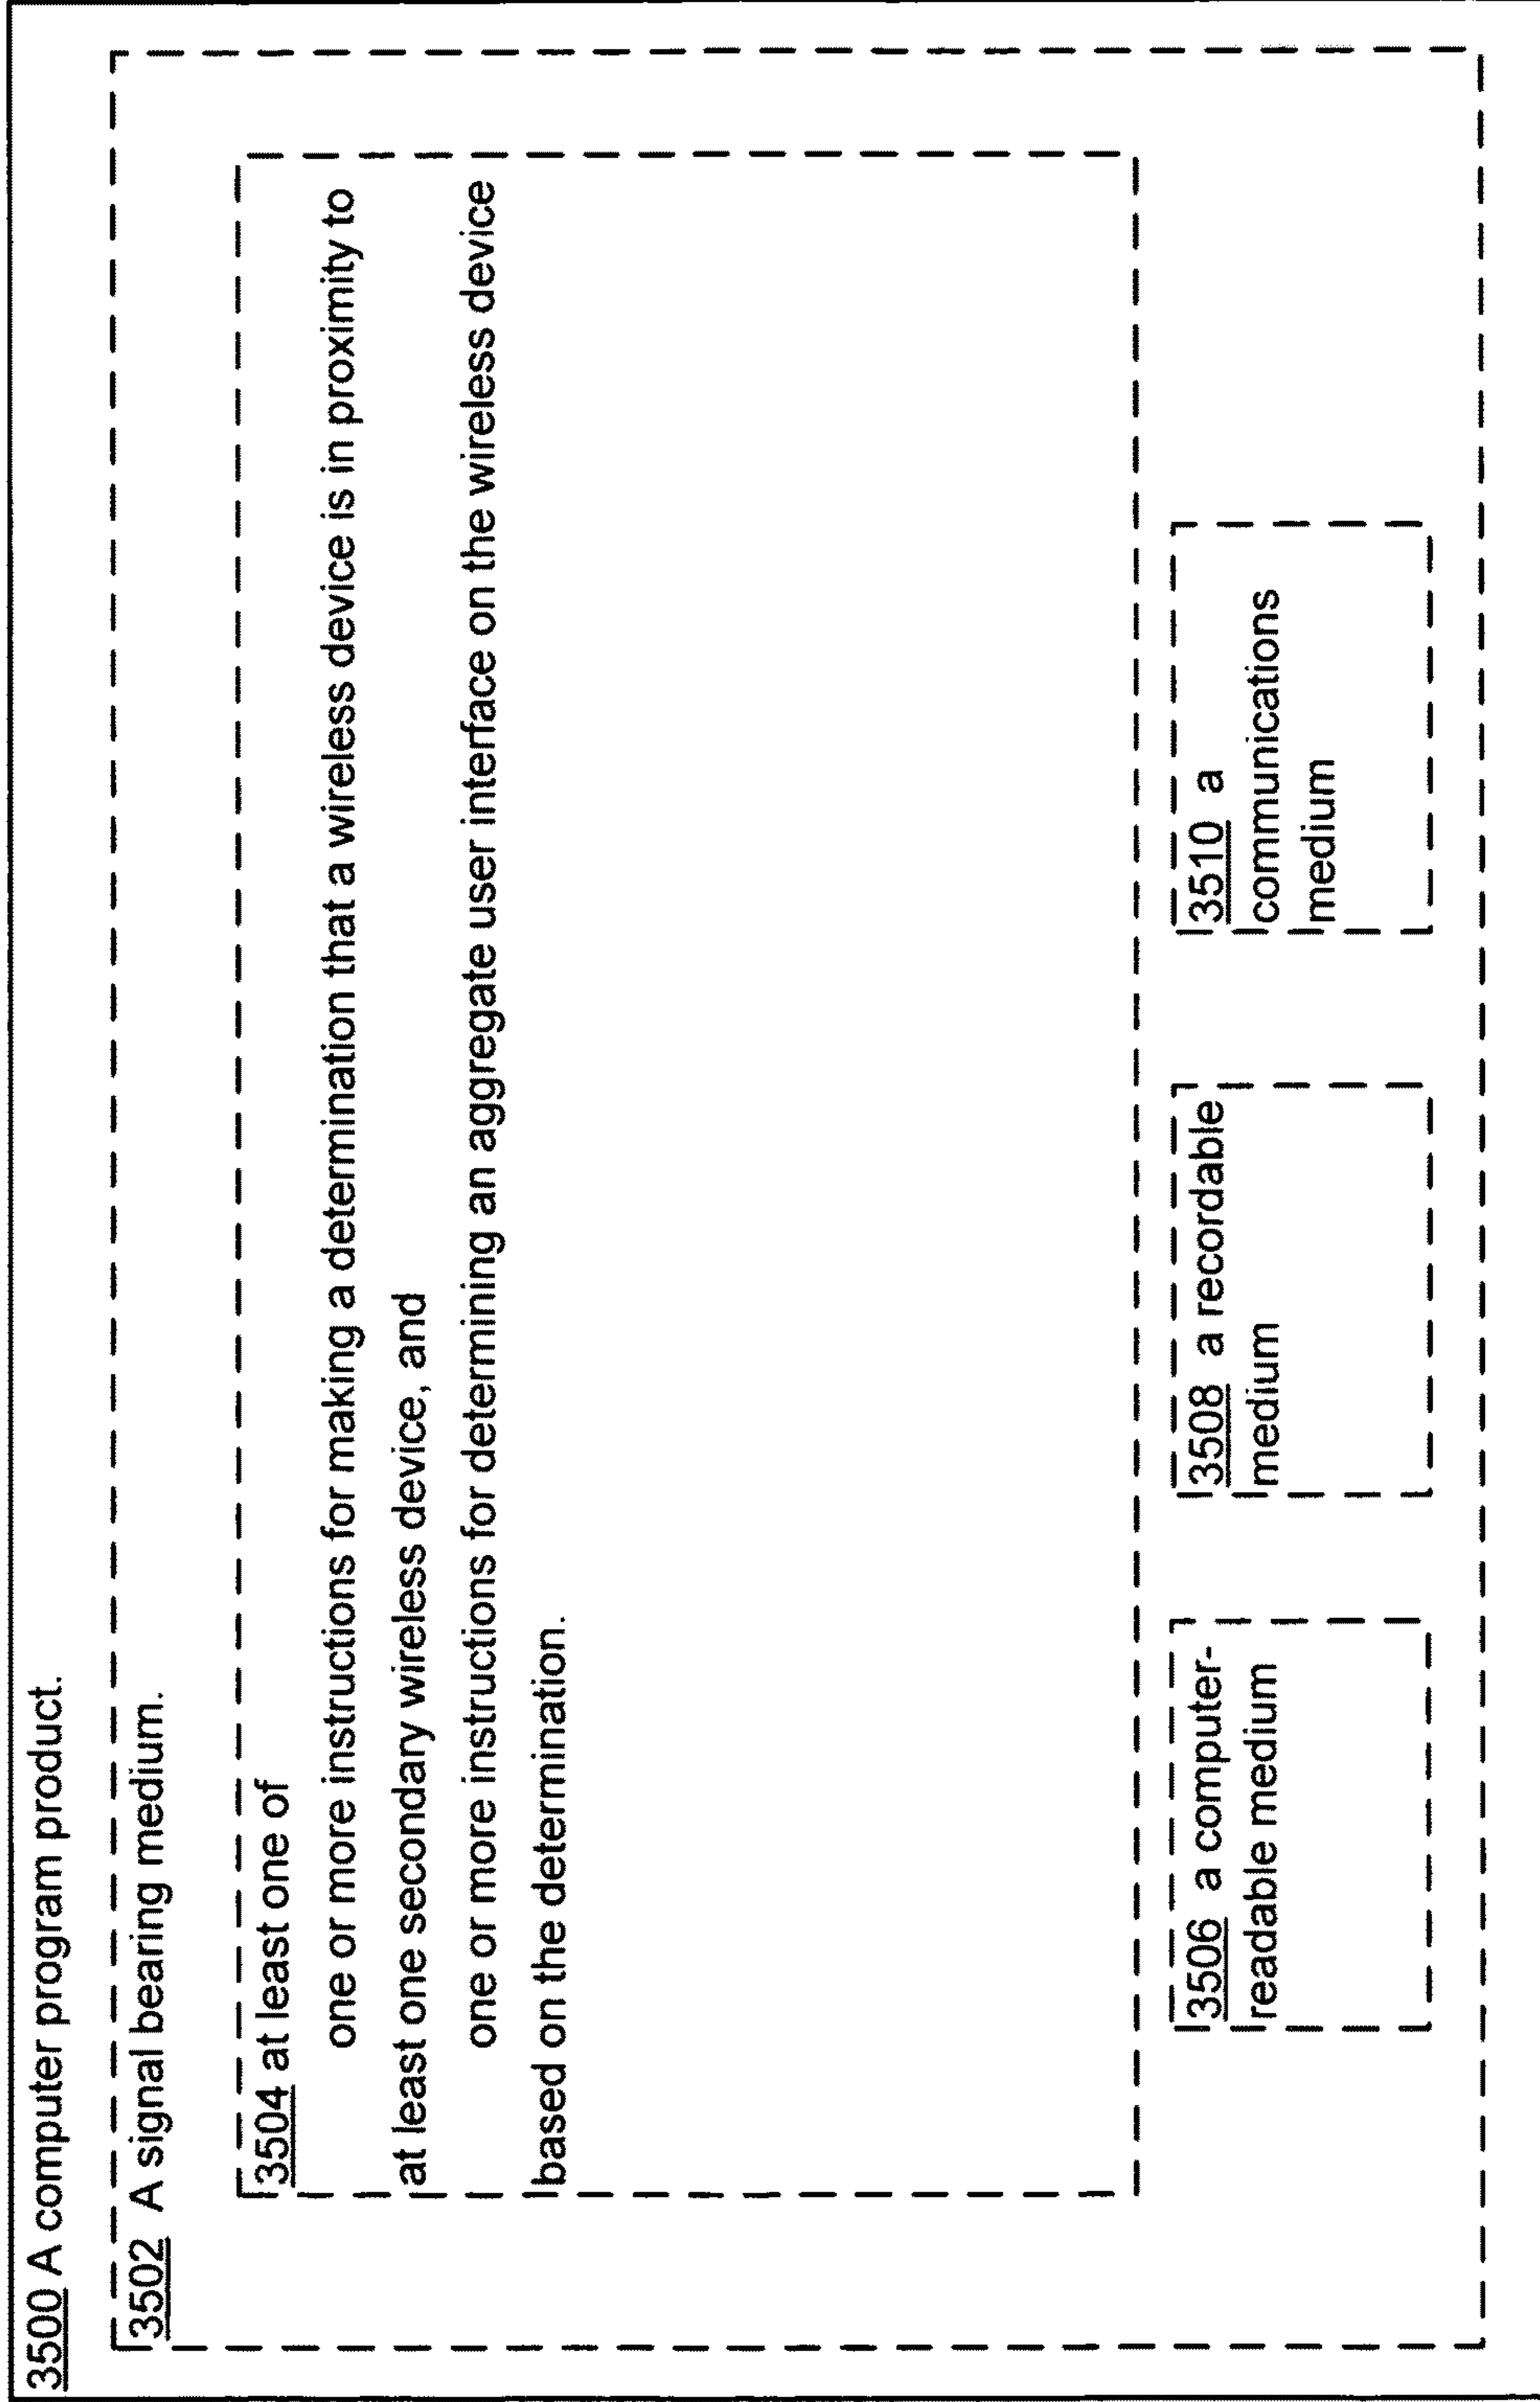 3500 A computer program product.
3502 A signal bearing medium.
3504 at least one of
one or more instructions for making a determination that a wireless device is in proximity to
at least one secondary wireless device, and
one or more instructions for determining an aggregate user interface on the wireless device
based on the determination.
3506 a computer-
readable medium
3508 a recordable
medium
3510 a
communications
medium